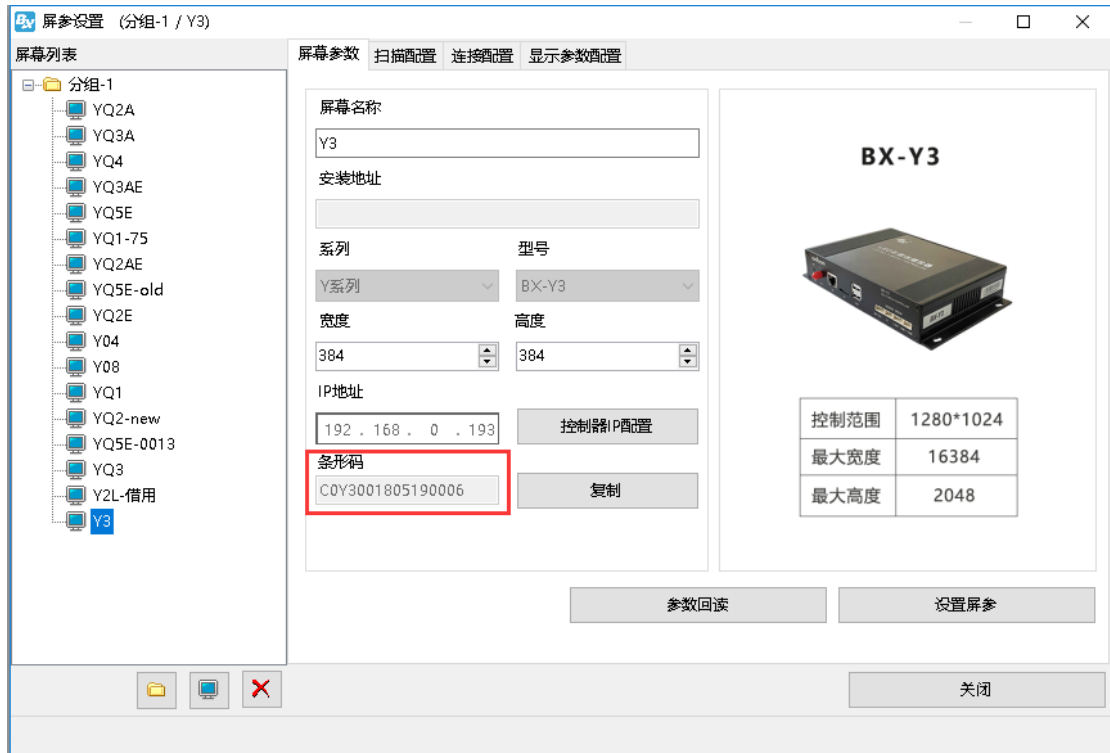 屏参设置 (分组-1 / Y3)
屏幕列表
分组-1
YQ2A
YQ3A
YQ4
YQ3AE
YQ5E
YQ1-75
YQ2AE
YQ5E-old
YQ2E
Y04
Y08
YQ1
YQ2-new
YQ5E-0013
YQ3
Y2L-借用
Y3
屏幕参数 扫描配置 连接配置 显示参数配置
屏幕名称
Y3
安装地址
系列 型号
Y系列 BX-Y3
宽度 高度
384 384
IP地址
192 . 168 . 0 . 193 控制器IP配置
条形码
C0Y3001805190006 复制
BX-Y3
控制范围 1280*1024
最大宽度 16384
最大高度 2048
参数回读 设置屏参
关闭